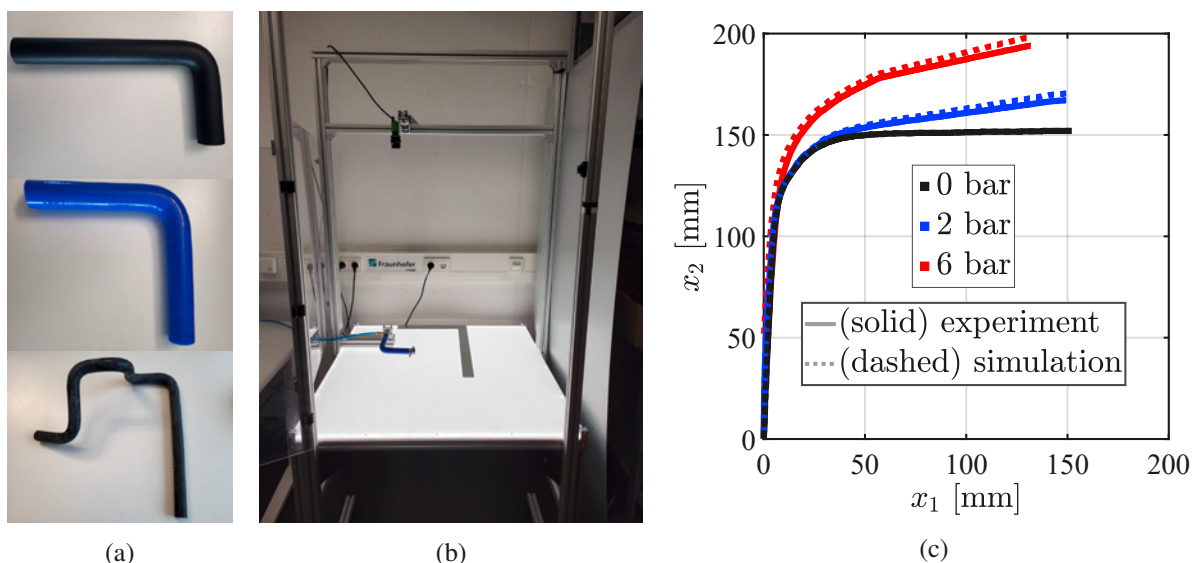 Fraunhofer
200
150
100
50
0
x₂ [mm]
0 bar
2 bar
6 bar
(solid) experiment
(dashed) simulation
0 50 100 150 200
x₁ [mm]
(a)
(b)
(c)